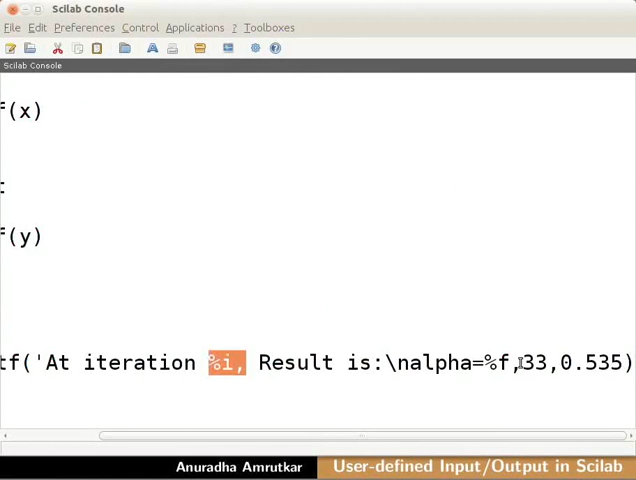 Scilab Console
File Edit Preferences Control Applications ? Toolboxes
Scilab Console
f(x)
t
f(y)
tf('At iteration %i, Result is:\nalpha=%f,33,0.535)
Anuradha Amrutkar User-defined Input/Output in Scilab